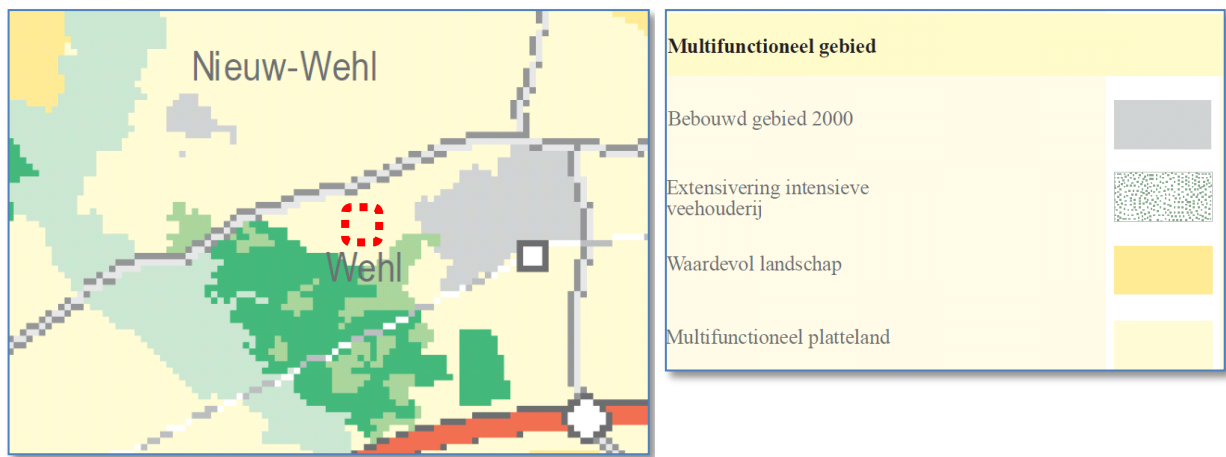 Nieuw-Wehl
Wehl
Multifunctioneel gebied
Bebouwd gebied 2000
Extensivering intensieve
veehouderij
Waardevol landschap
Multifunctioneel platteland